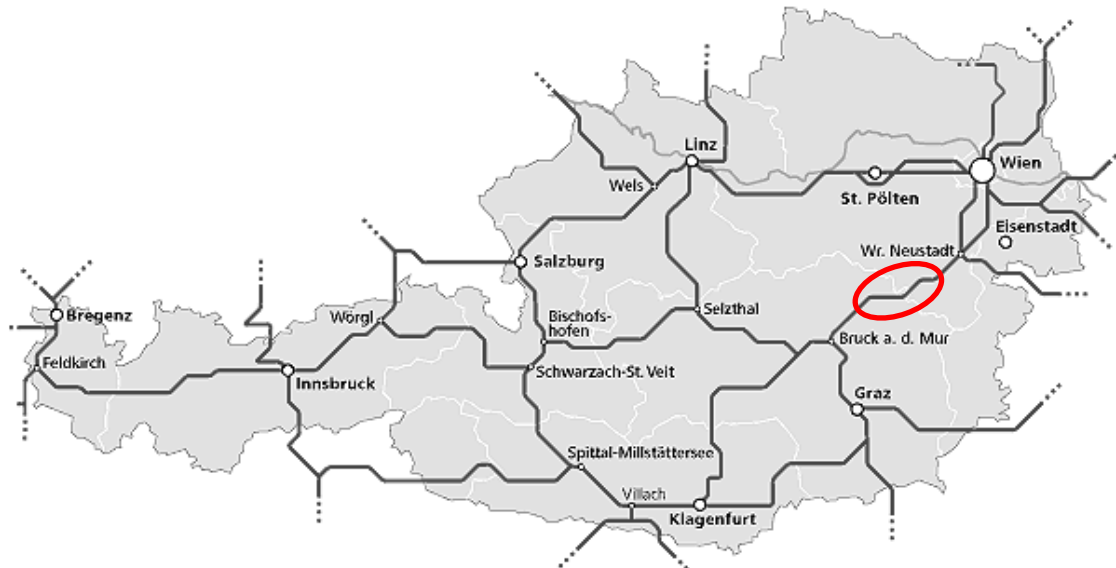 Linz
Wien
Wels
St. Pölten
Eisenstadt
Wr. Neustadt
Salzburg
Bregenz
Wörgl
Bischofs-
hofen
Selzthal
Bruck a. d. Mur
Feldkirch
Innsbruck
Schwarzach-St. Veit
Graz
Spittal-Millstättersee
Villach
Klagenfurt